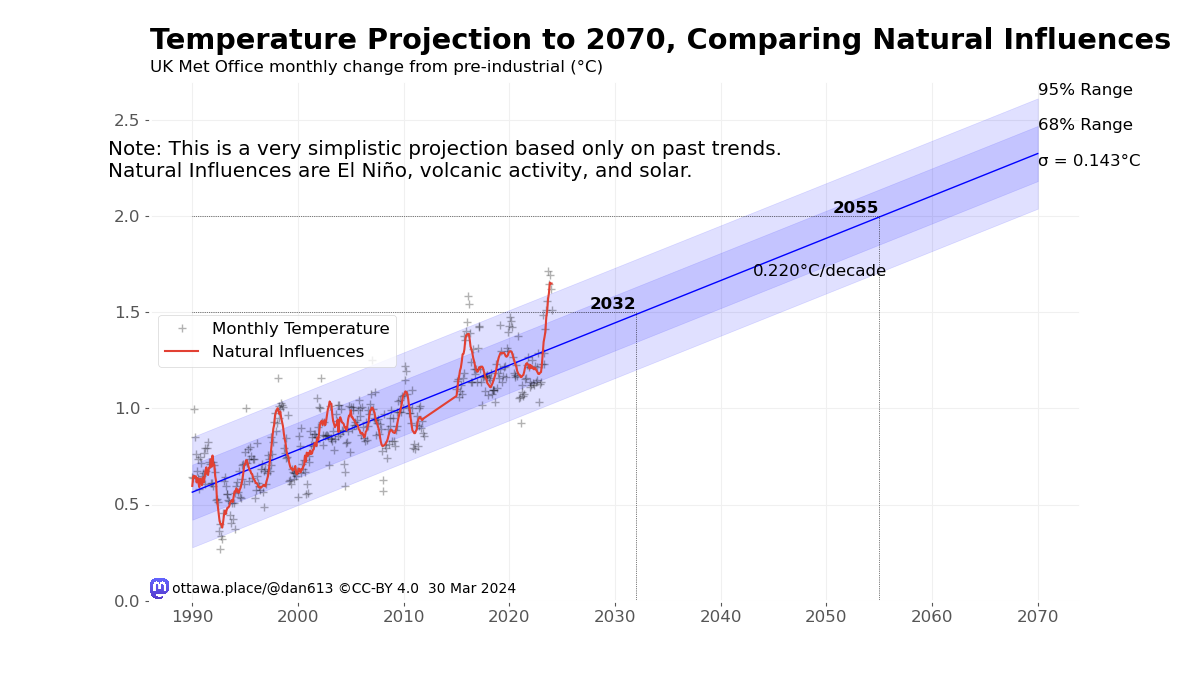 Temperature Projection to 2070, Comparing Natural Influences
UK Met Office monthly change from pre-industrial (°C)
95% Range
68% Range
σ = 0.143°C
2.5
Note: This is a very simplistic projection based only on past trends.
Natural Influences are El Niño, volcanic activity, and solar.
2.0
2055
0.220°C/decade
1.5
2032
Monthly Temperature
Natural Influences
1.0
0.5
ottawa.place/@dan613 ©CC-BY 4.0 30 Mar 2024
0.0
1990 2000 2010 2020 2030 2040 2050 2060 2070